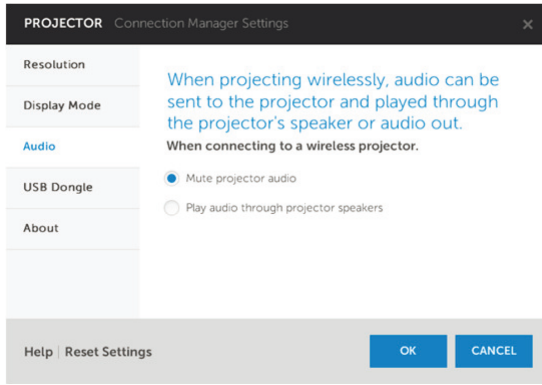 PROJECTOR Connection Manager Settings
Resolution
Display Mode
Audio
USB Dongle
About
When projecting wirelessly, audio can be
sent to the projector and played through
the projector's speaker or audio out.
When connecting to a wireless projector.
Mute projector audio
Play audio through projector speakers
Help | Reset Settings
OK
CANCEL